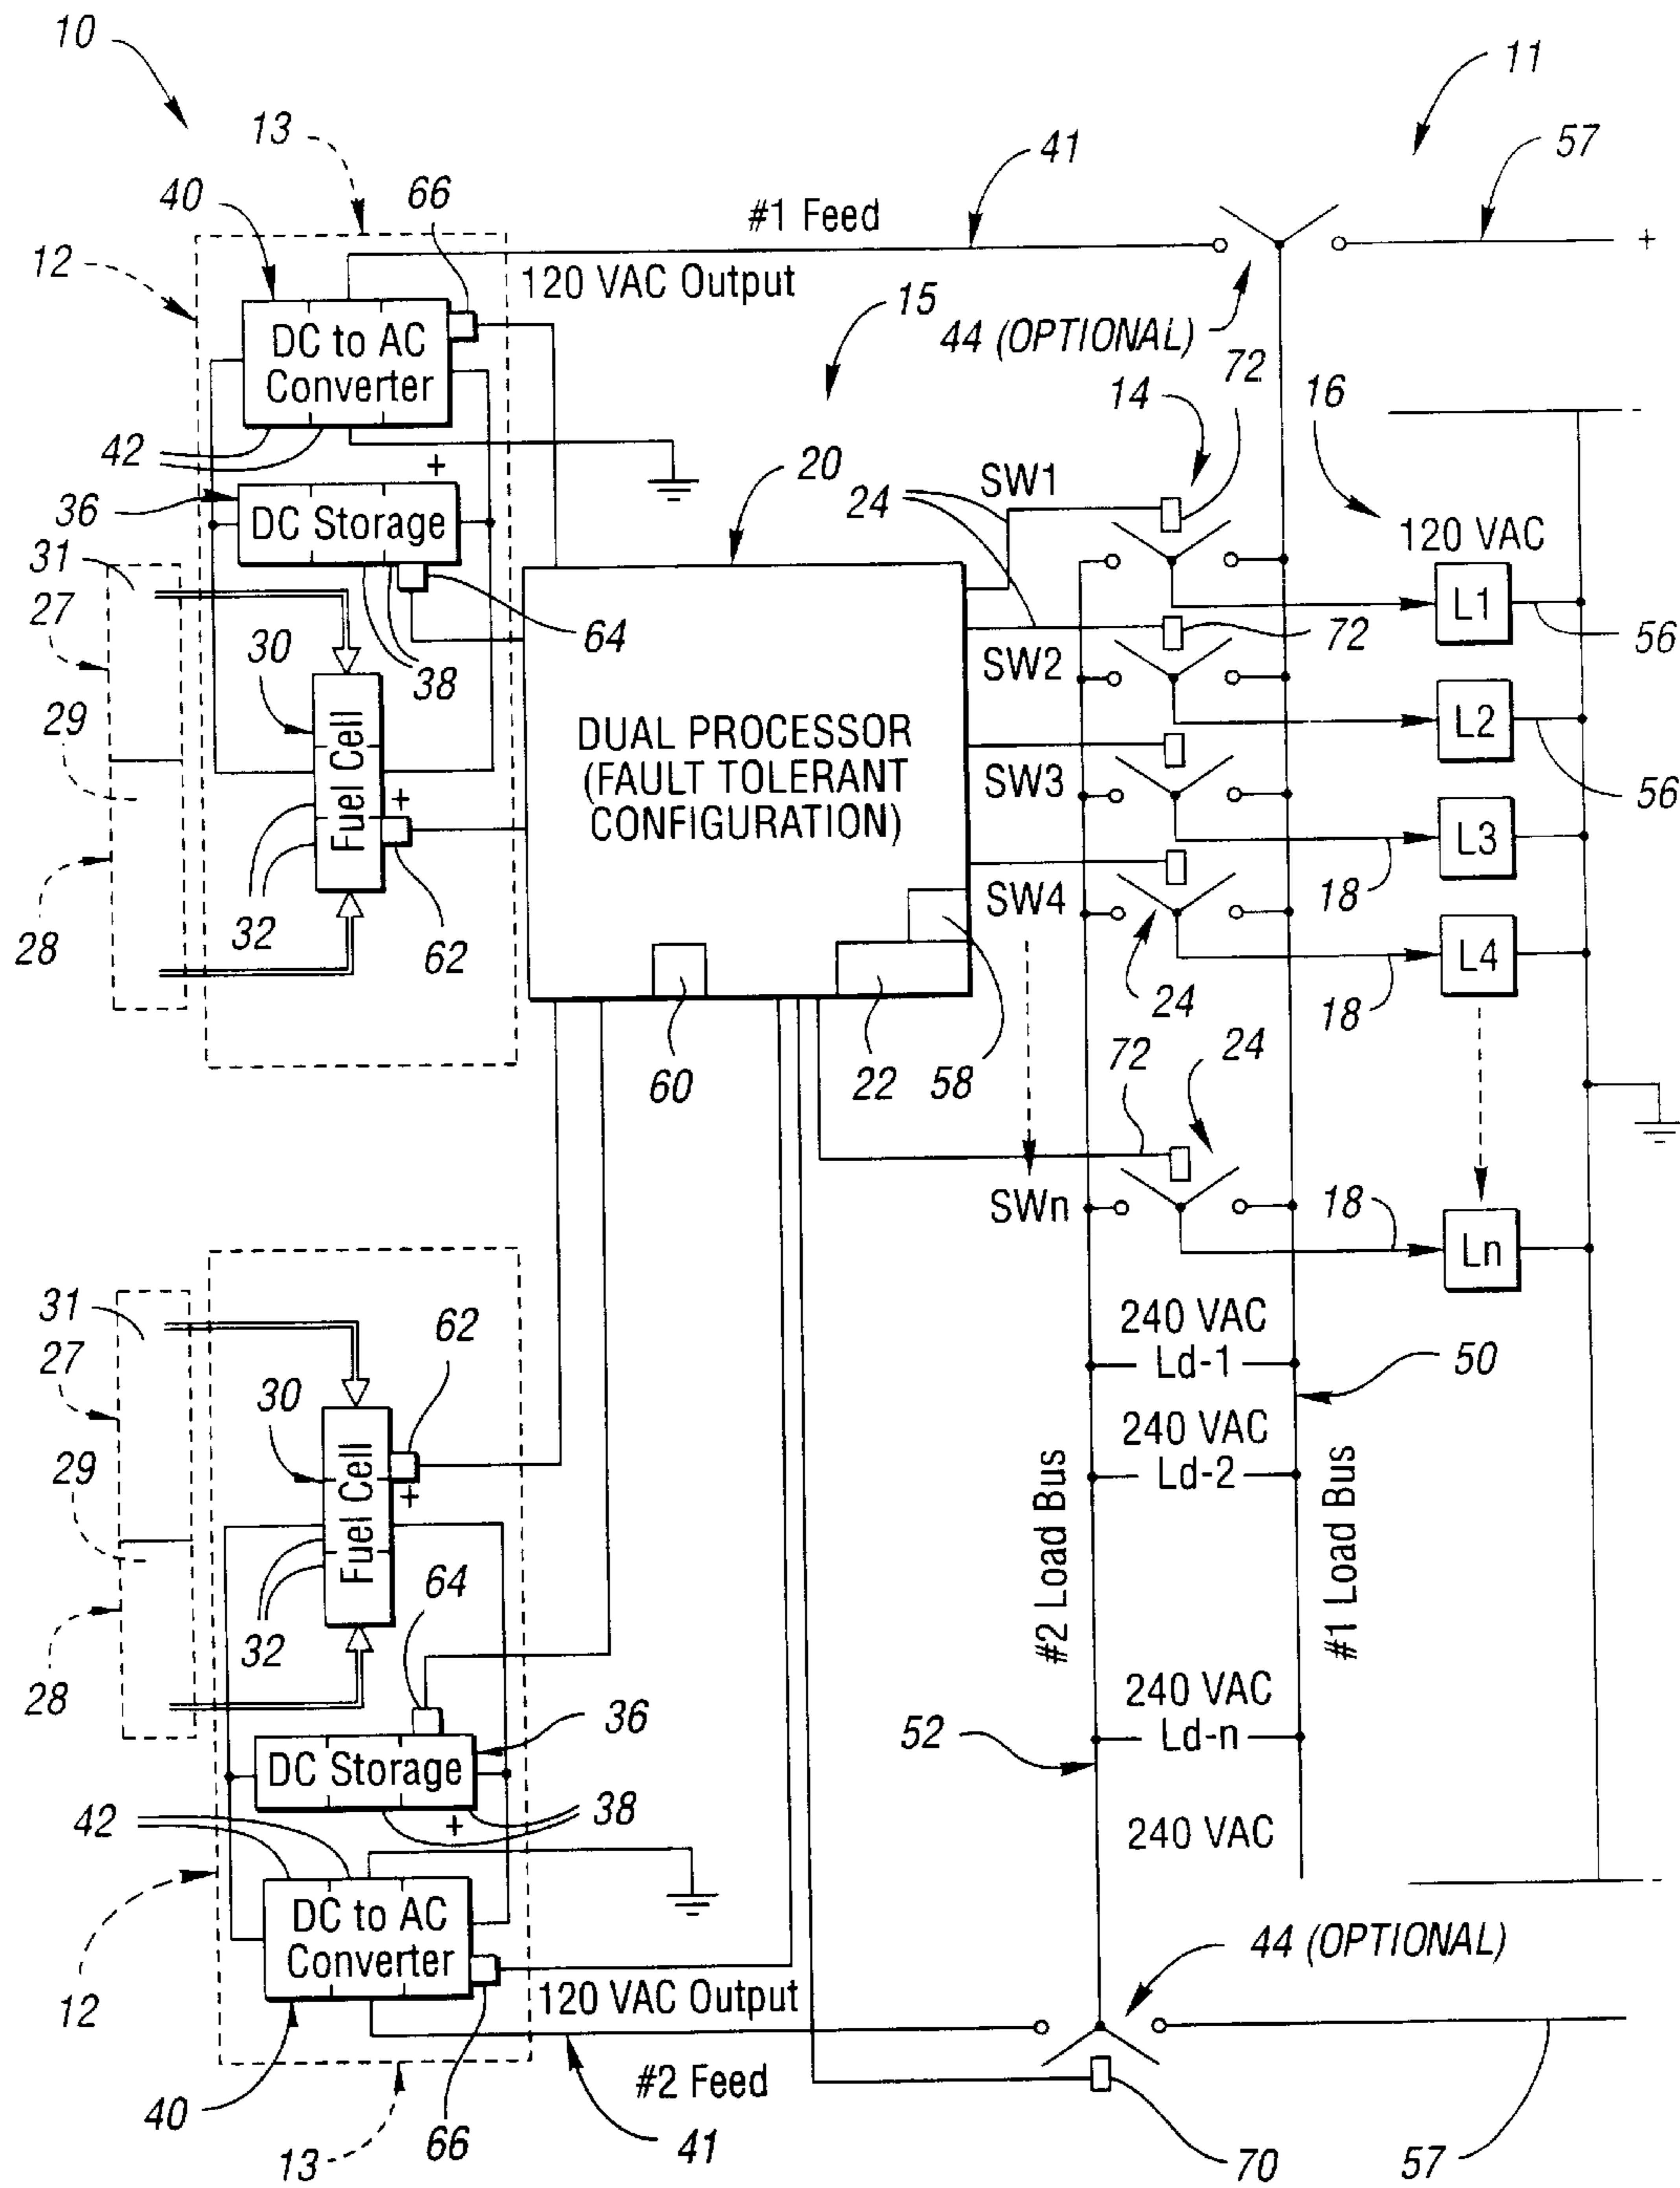 10
11
13
41
57
40
66
#1 Feed
12
+
120 VAC Output
15
DC to AC
Converter
44 (OPTIONAL)
72
14
16
42
+
20
24
SW1
36
DC Storage
120 VAC
31
L1
27
64
72
56
30
38
SW2
29
L2
DUAL PROCESSOR
(FAULT TOLERANT
CONFIGURATION)
SW3
56
+
Fuel Cell
L3
28
32
62
18
SW4
L4
24
18
60
22
58
72
24
SWn
18
Ln
31
62
240 VAC
Ld-1
50
27
30
240 VAC
Ld-2
29
+
Fuel Cell
#2 Load Bus
#1 Load Bus
64
32
28
240 VAC
Ld-n
36
52
DC Storage
42
38
+
240 VAC
-
DC to AC
Converter
44 (OPTIONAL)
12
120 VAC Output
#2 Feed
40
66
41
13
70
57